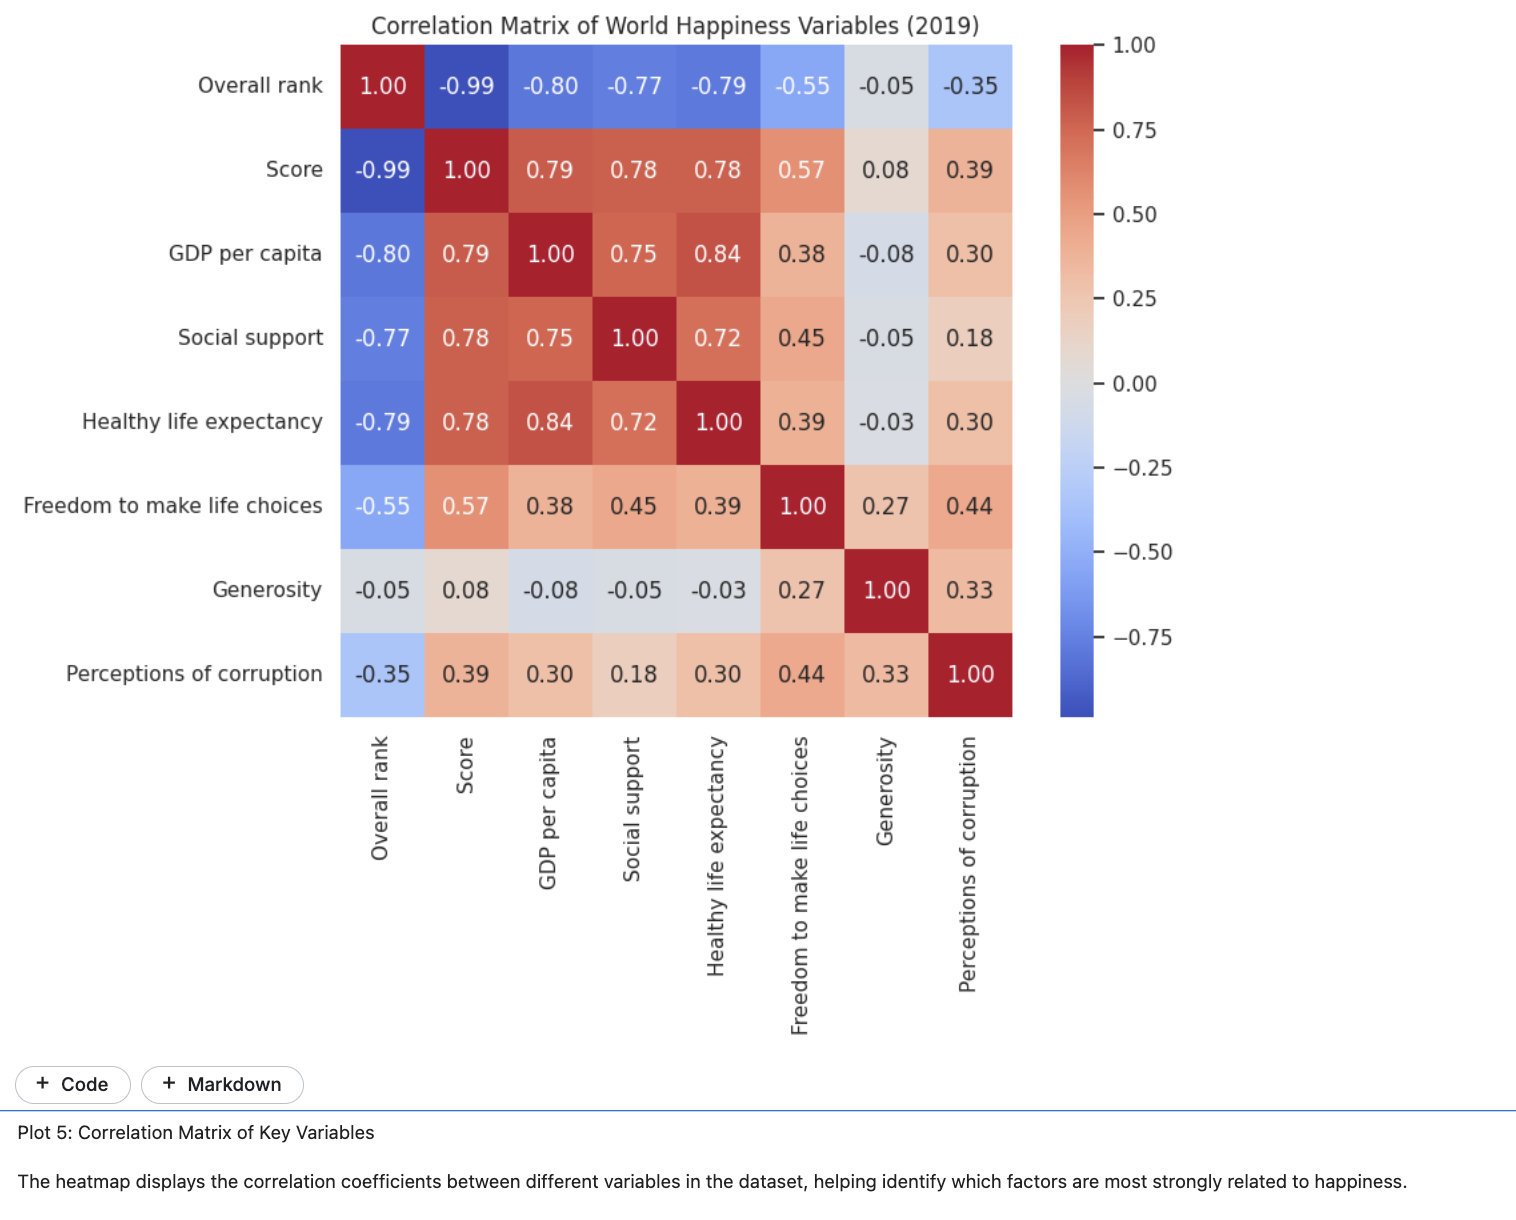 Correlation Matrix of World Happiness Variables (2019)
Overall rank 1.00 -0.99 -0.80 -0.77 -0.79 -0.55 -0.05 -0.35
Score -0.99 1.00 0.79 0.78 0.78 0.57 0.08 0.39
GDP per capita -0.80 0.79 1.00 0.75 0.84 0.38 -0.08 0.30
Social support -0.77 0.78 0.75 1.00 0.72 0.45 -0.05 0.18
Healthy life expectancy -0.79 0.78 0.84 0.72 1.00 0.39 -0.03 0.30
Freedom to make life choices -0.55 0.57 0.38 0.45 0.39 1.00 0.27 0.44
Generosity -0.05 0.08 -0.08 -0.05 -0.03 0.27 1.00 0.33
Perceptions of corruption -0.35 0.39 0.30 0.18 0.30 0.44 0.33 1.00
Overall rank
Score
GDP per capita
Social support
Healthy life expectancy
Freedom to make life choices
Generosity
Perceptions of corruption
1.00
0.75
0.50
0.25
0.00
−0.25
−0.50
−0.75
+ Code + Markdown
Plot 5: Correlation Matrix of Key Variables
The heatmap displays the correlation coefficients between different variables in the dataset, helping identify which factors are most strongly related to happiness.